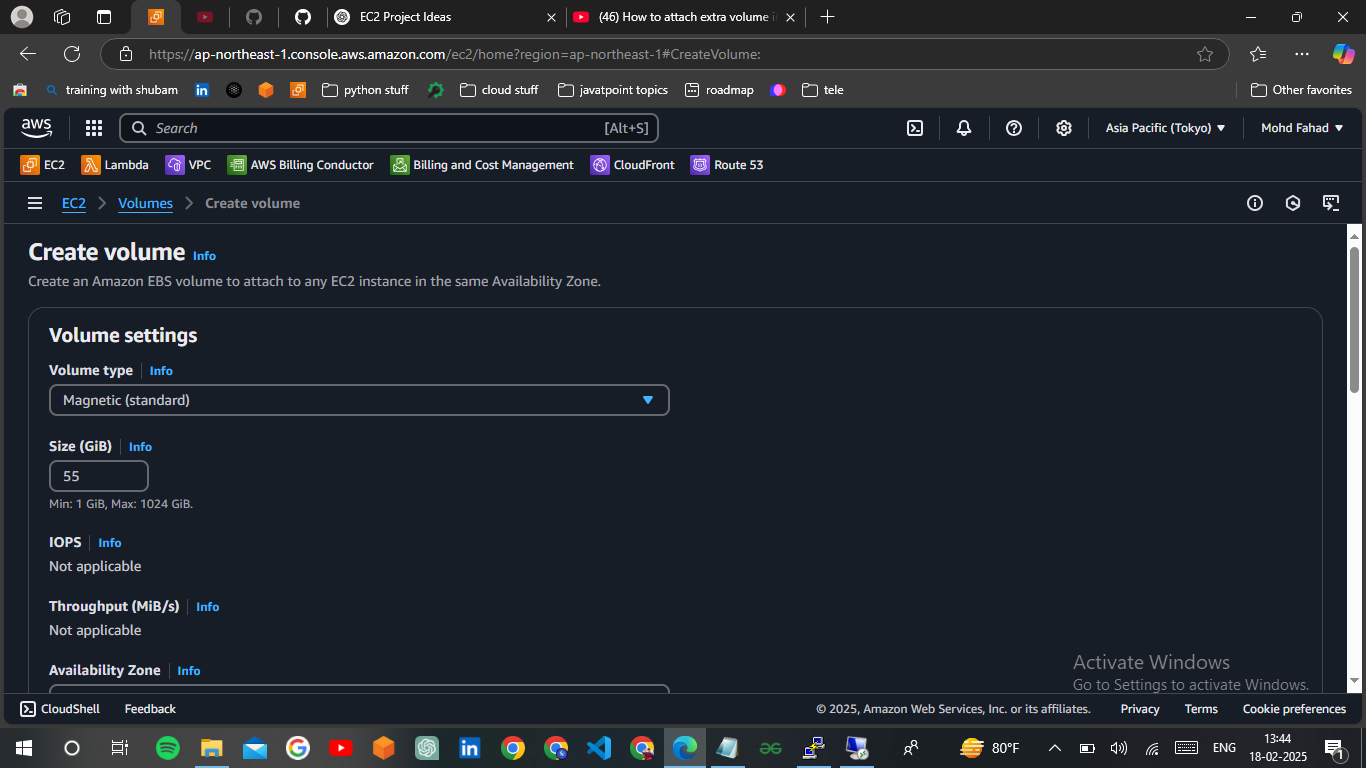 EC2 Project Ideas
(46) How to attach extra volume i
https://ap-northeast-1.console.aws.amazon.com/ec2/home?region=ap-northeast-1#CreateVolume:
training with shubam
python stuff
cloud stuff
javatpoint topics
roadmap
tele
Other favorites
aws
Search
[Alt+S]
Asia Pacific (Tokyo)
Mohd Fahad
EC2
Lambda
VPC
AWS Billing Conductor
Billing and Cost Management
CloudFront
Route 53
EC2 > Volumes > Create volume
Create volume Info
Create an Amazon EBS volume to attach to any EC2 instance in the same Availability Zone.
Volume settings
Volume type Info
Magnetic (standard)
Size (GiB) Info
55
Min: 1 GiB, Max: 1024 GiB.
IOPS Info
Not applicable
Throughput (MiB/s) Info
Not applicable
Availability Zone Info
Activate Windows
Go to Settings to activate Windows.
CloudShell
Feedback
© 2025, Amazon Web Services, Inc. or its affiliates.
Privacy
Terms
Cookie preferences
80°F
ENG
13:44
18-02-2025
1